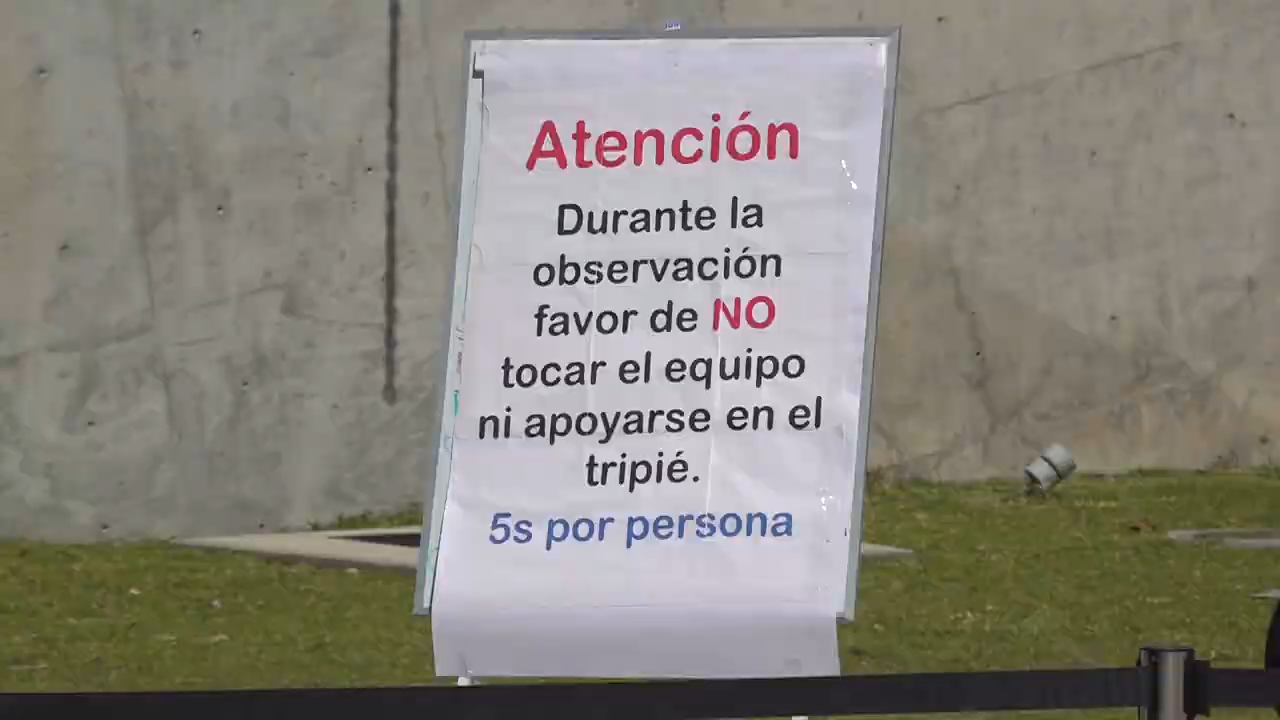 Atención
Durante la
observación
favor de NO
tocar el equipo
ni apoyarse en el
tripié.
5s por persona